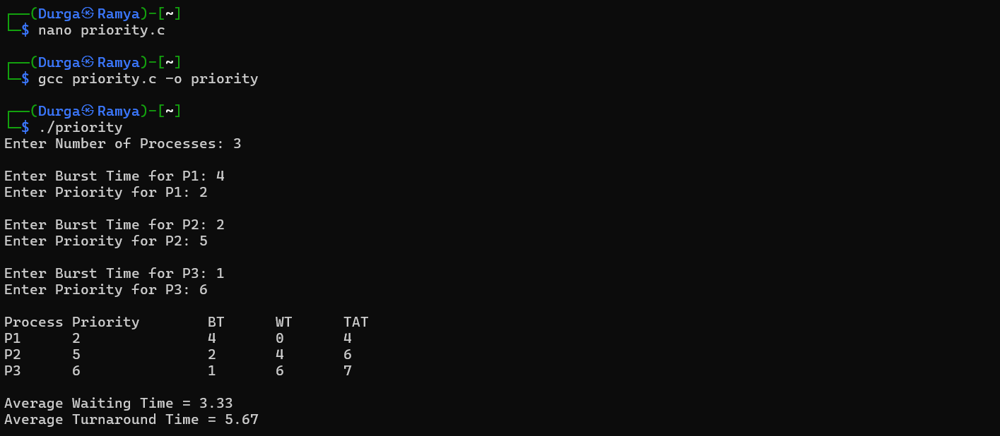 ┌──(Durga㉿Ramya)-[~]
└─$ nano priority.c
┌──(Durga㉿Ramya)-[~]
└─$ gcc priority.c -o priority
┌──(Durga㉿Ramya)-[~]
└─$ ./priority
Enter Number of Processes: 3
Enter Burst Time for P1: 4
Enter Priority for P1: 2
Enter Burst Time for P2: 2
Enter Priority for P2: 5
Enter Burst Time for P3: 1
Enter Priority for P3: 6
Process Priority        BT      WT      TAT
P1      2               4       0       4
P2      5               2       4       6
P3      6               1       6       7
Average Waiting Time = 3.33
Average Turnaround Time = 5.67